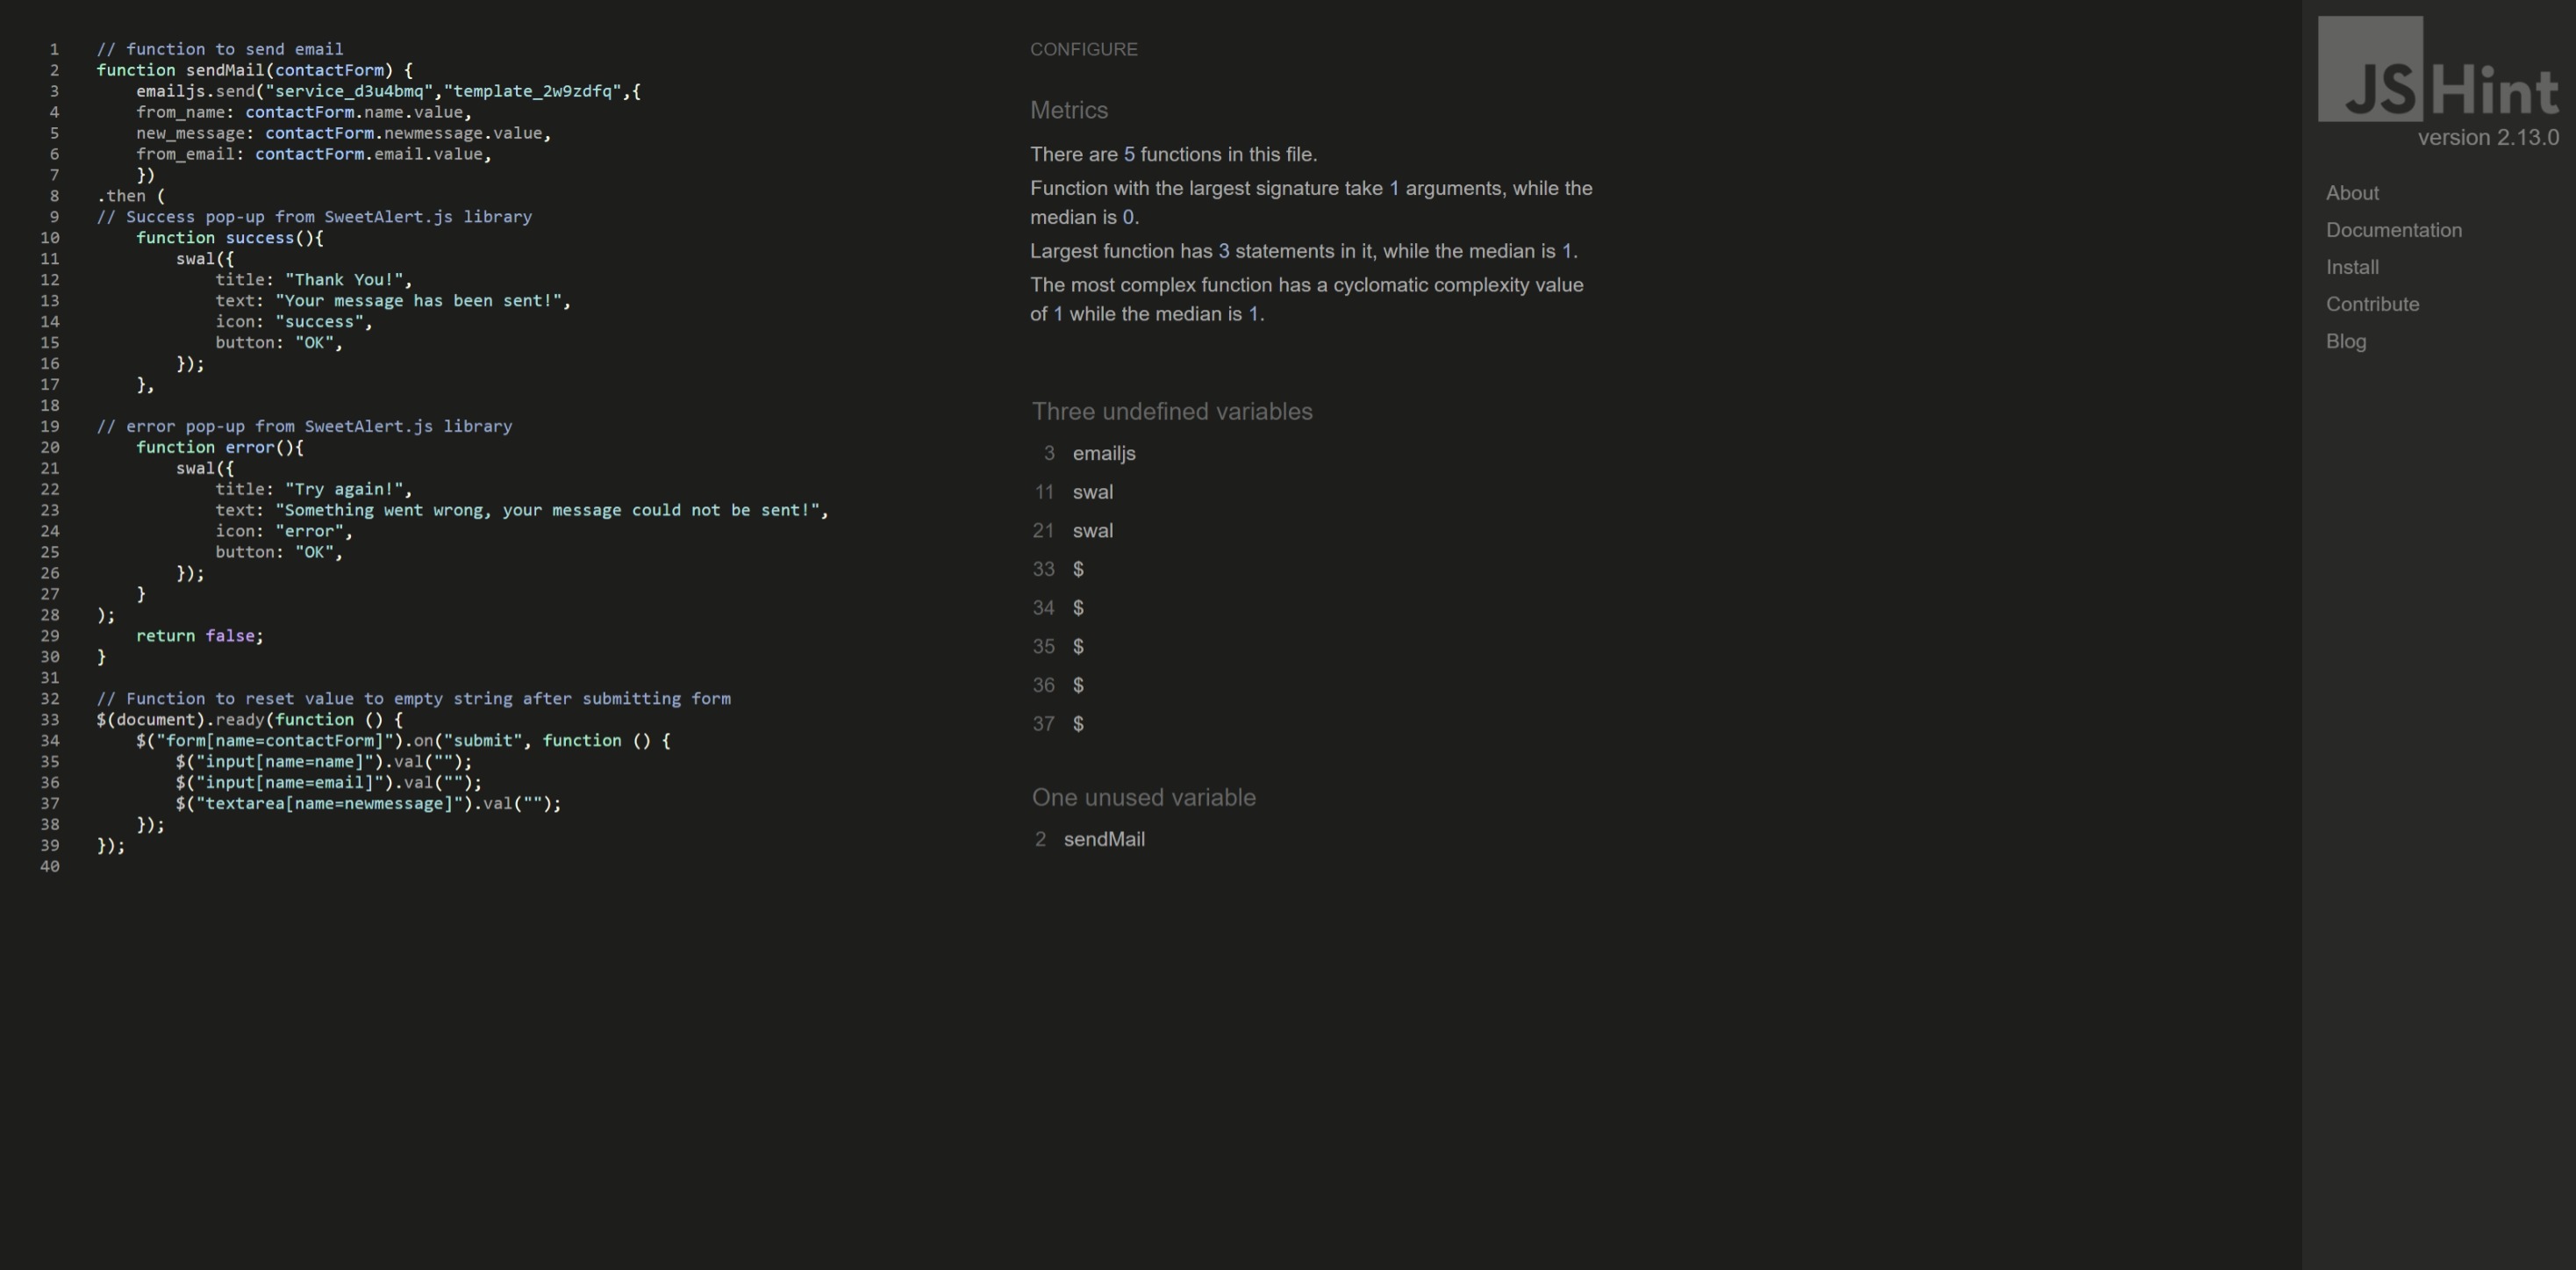 1 // function to send email
2 function sendMail(contactForm) {
3     emailjs.send("service_d3u4bmq","template_2w9zdfq",{
4     from_name: contactForm.name.value,
5     new_message: contactForm.newmessage.value,
6     from_email: contactForm.email.value,
7     })
8 .then (
9 // Success pop-up from SweetAlert.js library
10     function success(){
11         swal({
12             title: "Thank You!",
13             text: "Your message has been sent!",
14             icon: "success",
15             button: "OK",
16         });
17     },
18
19 // error pop-up from SweetAlert.js library
20     function error(){
21         swal({
22             title: "Try again!",
23             text: "Something went wrong, your message could not be sent!",
24             icon: "error",
25             button: "OK",
26         });
27     }
28 );
29     return false;
30 }
31
32 // Function to reset value to empty string after submitting form
33 $(document).ready(function () {
34     $("form[name=contactForm]").on("submit", function () {
35         $("input[name=name]").val("");
36         $("input[name=email]").val("");
37         $("textarea[name=newmessage]").val("");
38     });
39 });
40
CONFIGURE
Metrics
There are 5 functions in this file.
Function with the largest signature take 1 arguments, while the
median is 0.
Largest function has 3 statements in it, while the median is 1.
The most complex function has a cyclomatic complexity value
of 1 while the median is 1.
Three undefined variables
3 emailjs
11 swal
21 swal
33 $
34 $
35 $
36 $
37 $
One unused variable
2 sendMail
JSHint
version 2.13.0
About
Documentation
Install
Contribute
Blog